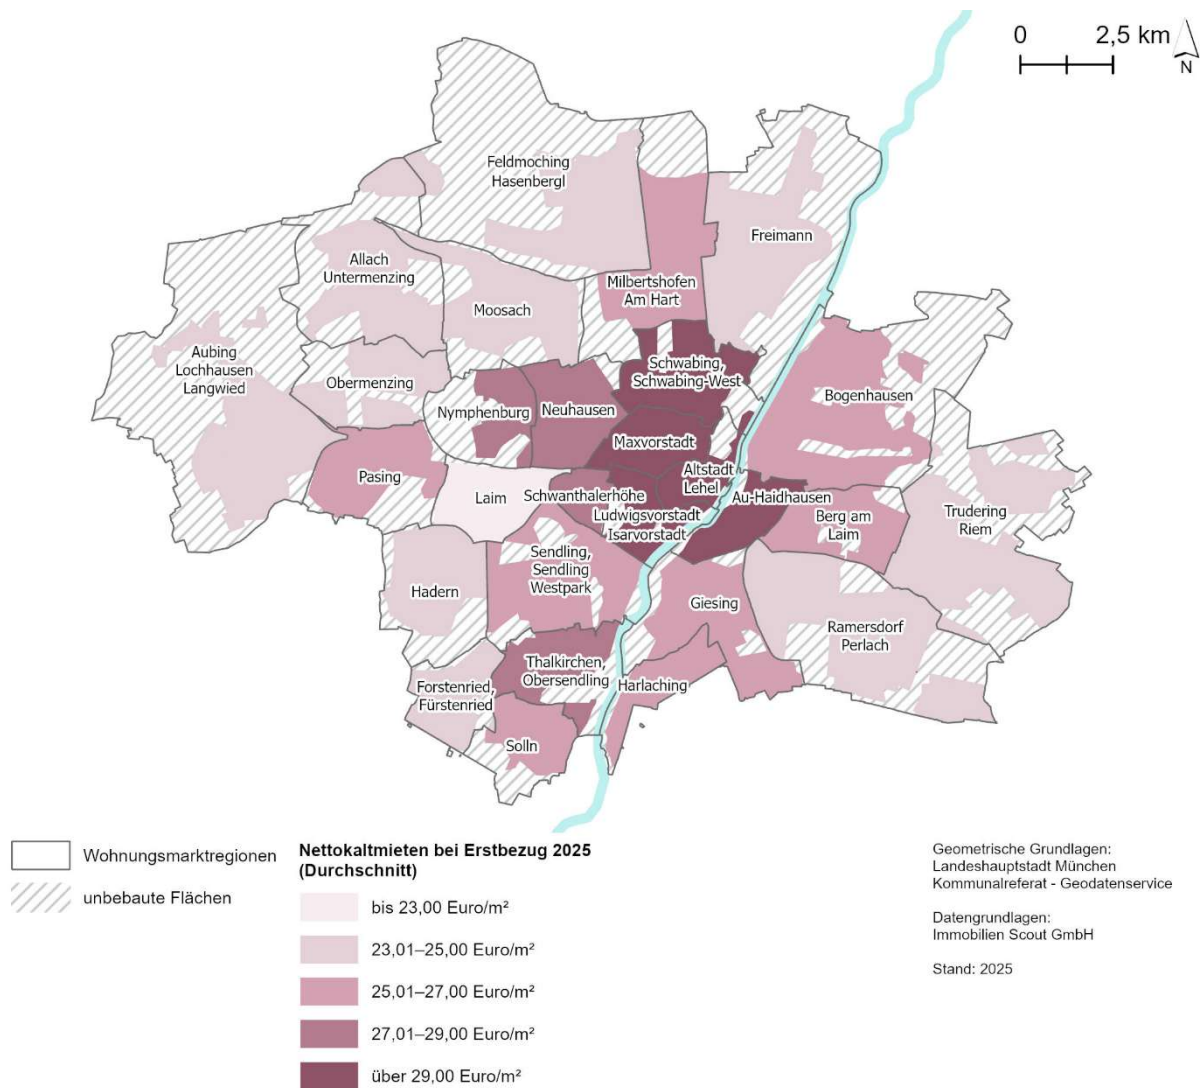 0 2,5 km
N
Feldmoching
Hasenbergl
Freimann
Allach
Untermenzing
Milbertshofen
Am Hart
Moosach
Aubing
Lochhausen
Langwied
Obermenzing
Schwabing,
Schwabing-West
Bogenhausen
Nymphenburg
Neuhausen
Maxvorstadt
Pasing
Laim
Schwanthalerhöhe
Altstadt
Lehel
Au-Haidhausen
Ludwigsvorstadt
Isarvorstadt
Berg am
Laim
Trudering
Riem
Sendling,
Sendling
Westpark
Hadern
Giesing
Ramersdorf
Perlach
Thalkirchen,
Obersendling
Harlaching
Forstenried,
Fürstenried
Solln
Wohnungsmarktregionen
unbebaute Flächen
Nettokaltmieten bei Erstbezug 2025
(Durchschnitt)
bis 23,00 Euro/m²
23,01–25,00 Euro/m²
25,01–27,00 Euro/m²
27,01–29,00 Euro/m²
über 29,00 Euro/m²
Geometrische Grundlagen:
Landeshauptstadt München
Kommunalreferat - Geodatenservice
Datengrundlagen:
Immobilien Scout GmbH
Stand: 2025